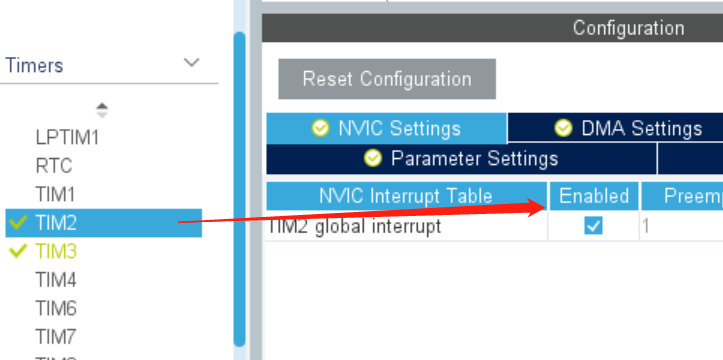 Configuration
Timers
Reset Configuration
NVIC Settings
DMA Settings
Parameter Settings
NVIC Interrupt Table
Enabled
Preemp
TIM2 global interrupt
1
LPTIM1
RTC
TIM1
TIM2
TIM3
TIM4
TIM6
TIM7